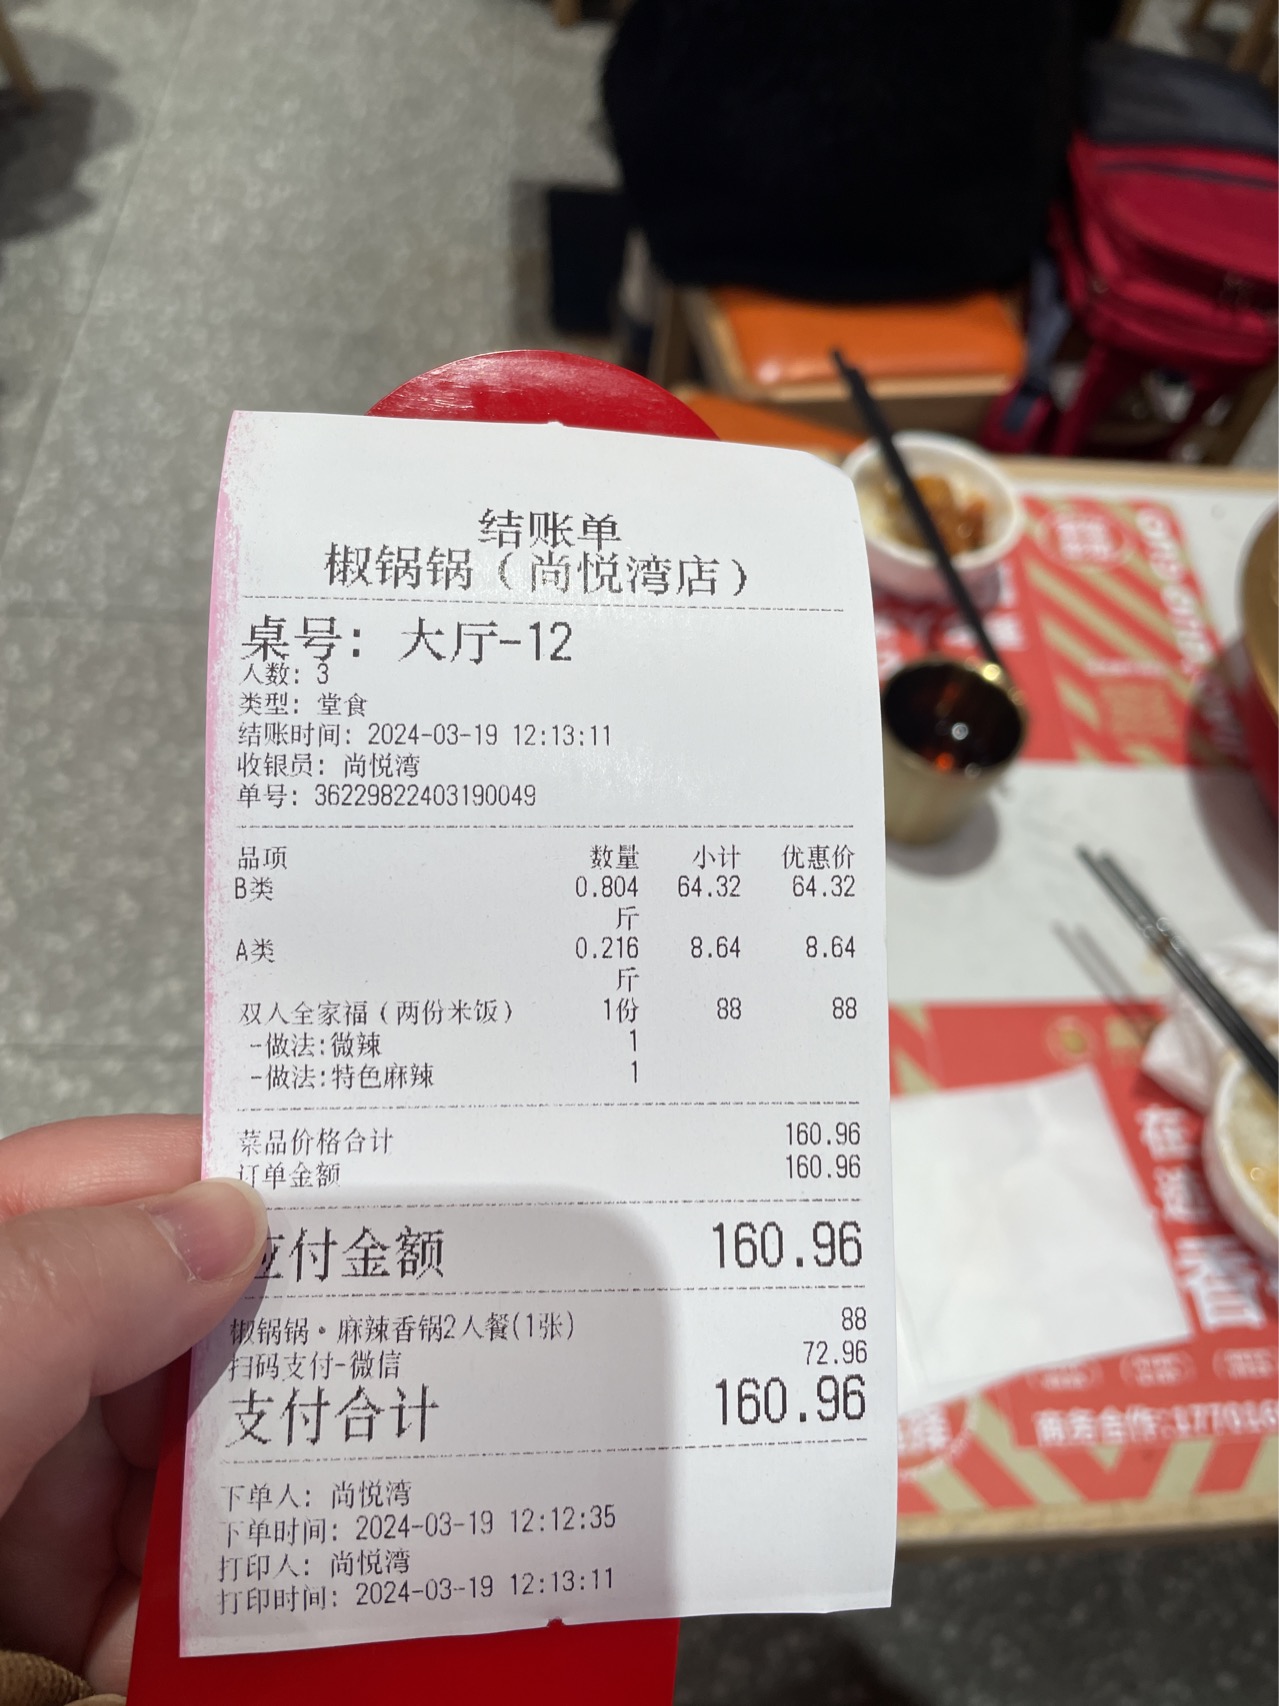 结账单
椒锅锅（尚悦湾店）
桌号: 大厅-12
人数: 3
类型: 堂食
结账时间: 2024-03-19 12:13:11
收银员: 尚悦湾
单号: 36229822403190049
品项 数量 小计 优惠价
B类 0.804 64.32 64.32
斤
A类 0.216 8.64 8.64
斤
双人全家福（两份米饭） 1份 88 88
-做法:微辣 1
-做法:特色麻辣 1
菜品价格合计 160.96
订单金额 160.96
应付金额 160.96
椒锅锅·麻辣香锅2人餐(1张) 88
扫码支付-微信 72.96
支付合计 160.96
下单人: 尚悦湾
下单时间: 2024-03-19 12:12:35
打印人: 尚悦湾
打印时间: 2024-03-19 12:13:11
在
香
商务合作:177016